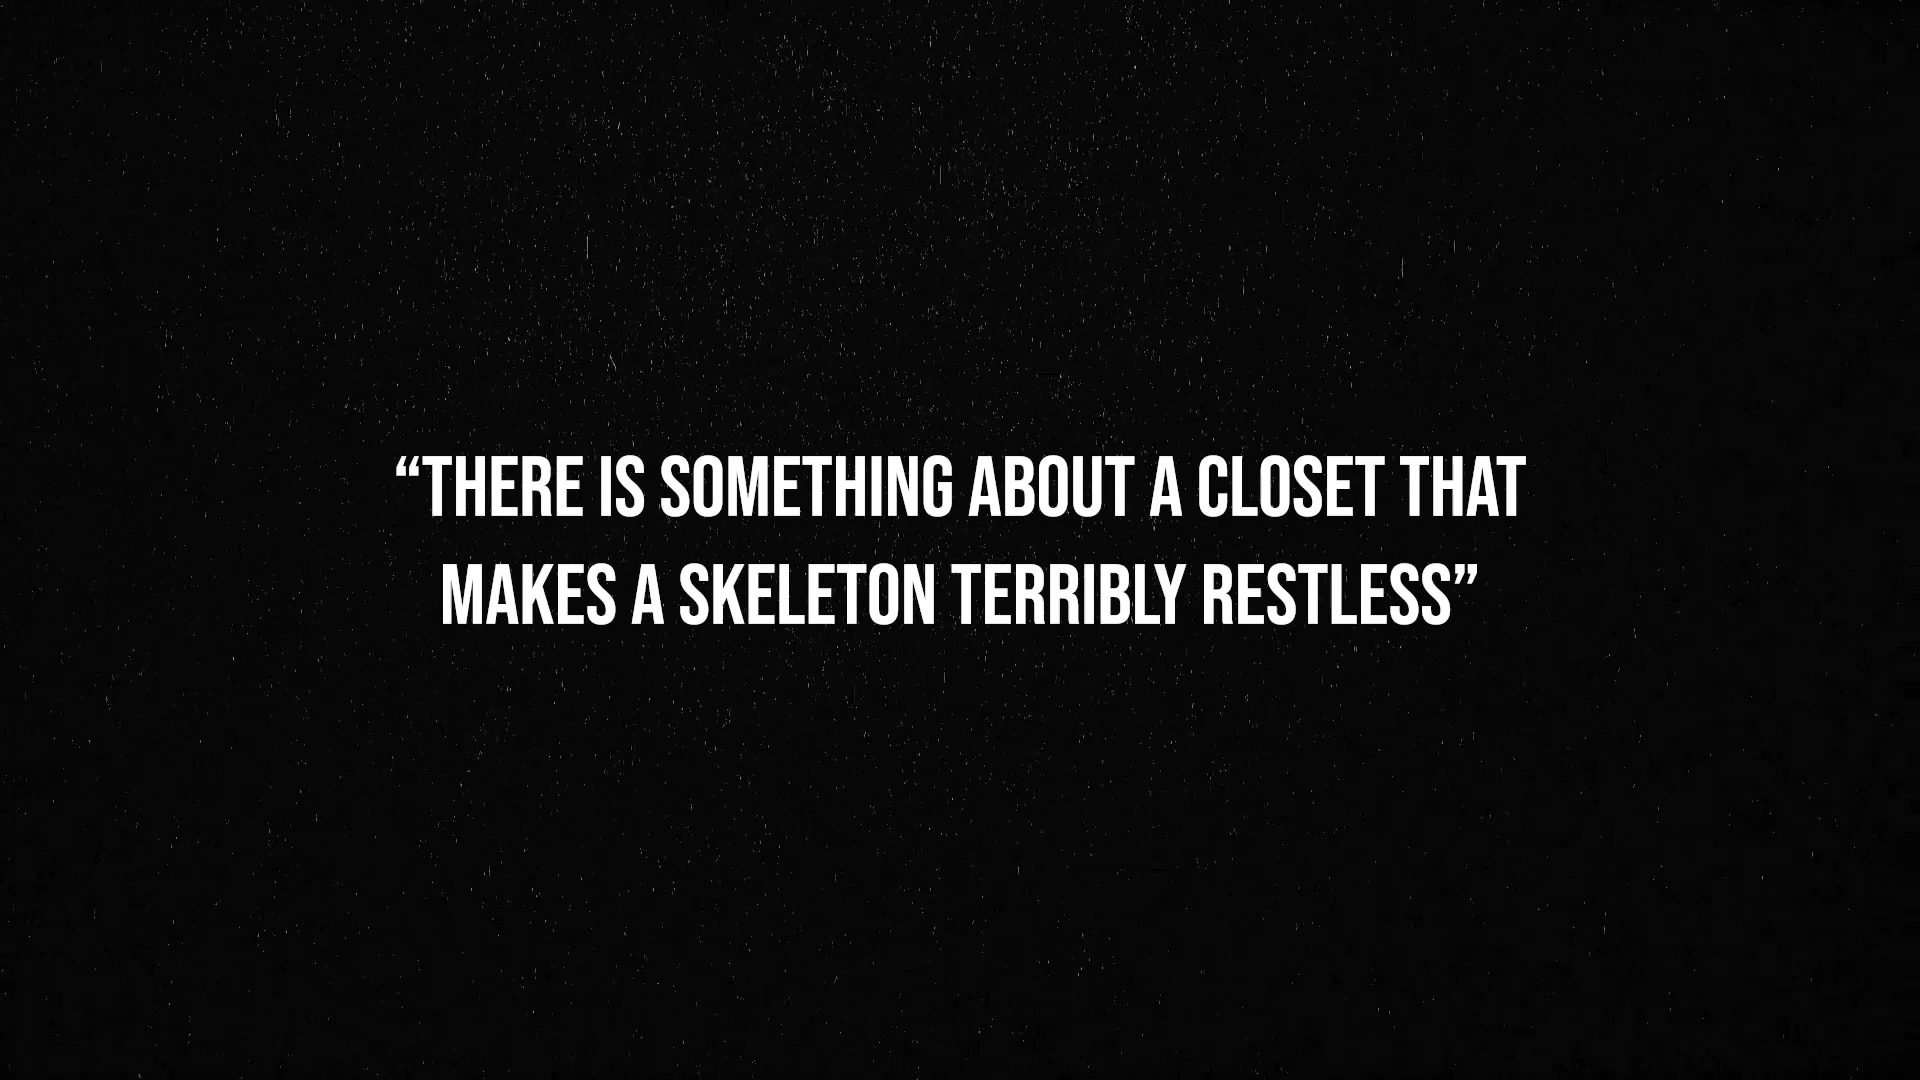 “THERE IS SOMETHING ABOUT A CLOSET THAT
MAKES A SKELETON TERRIBLY RESTLESS”